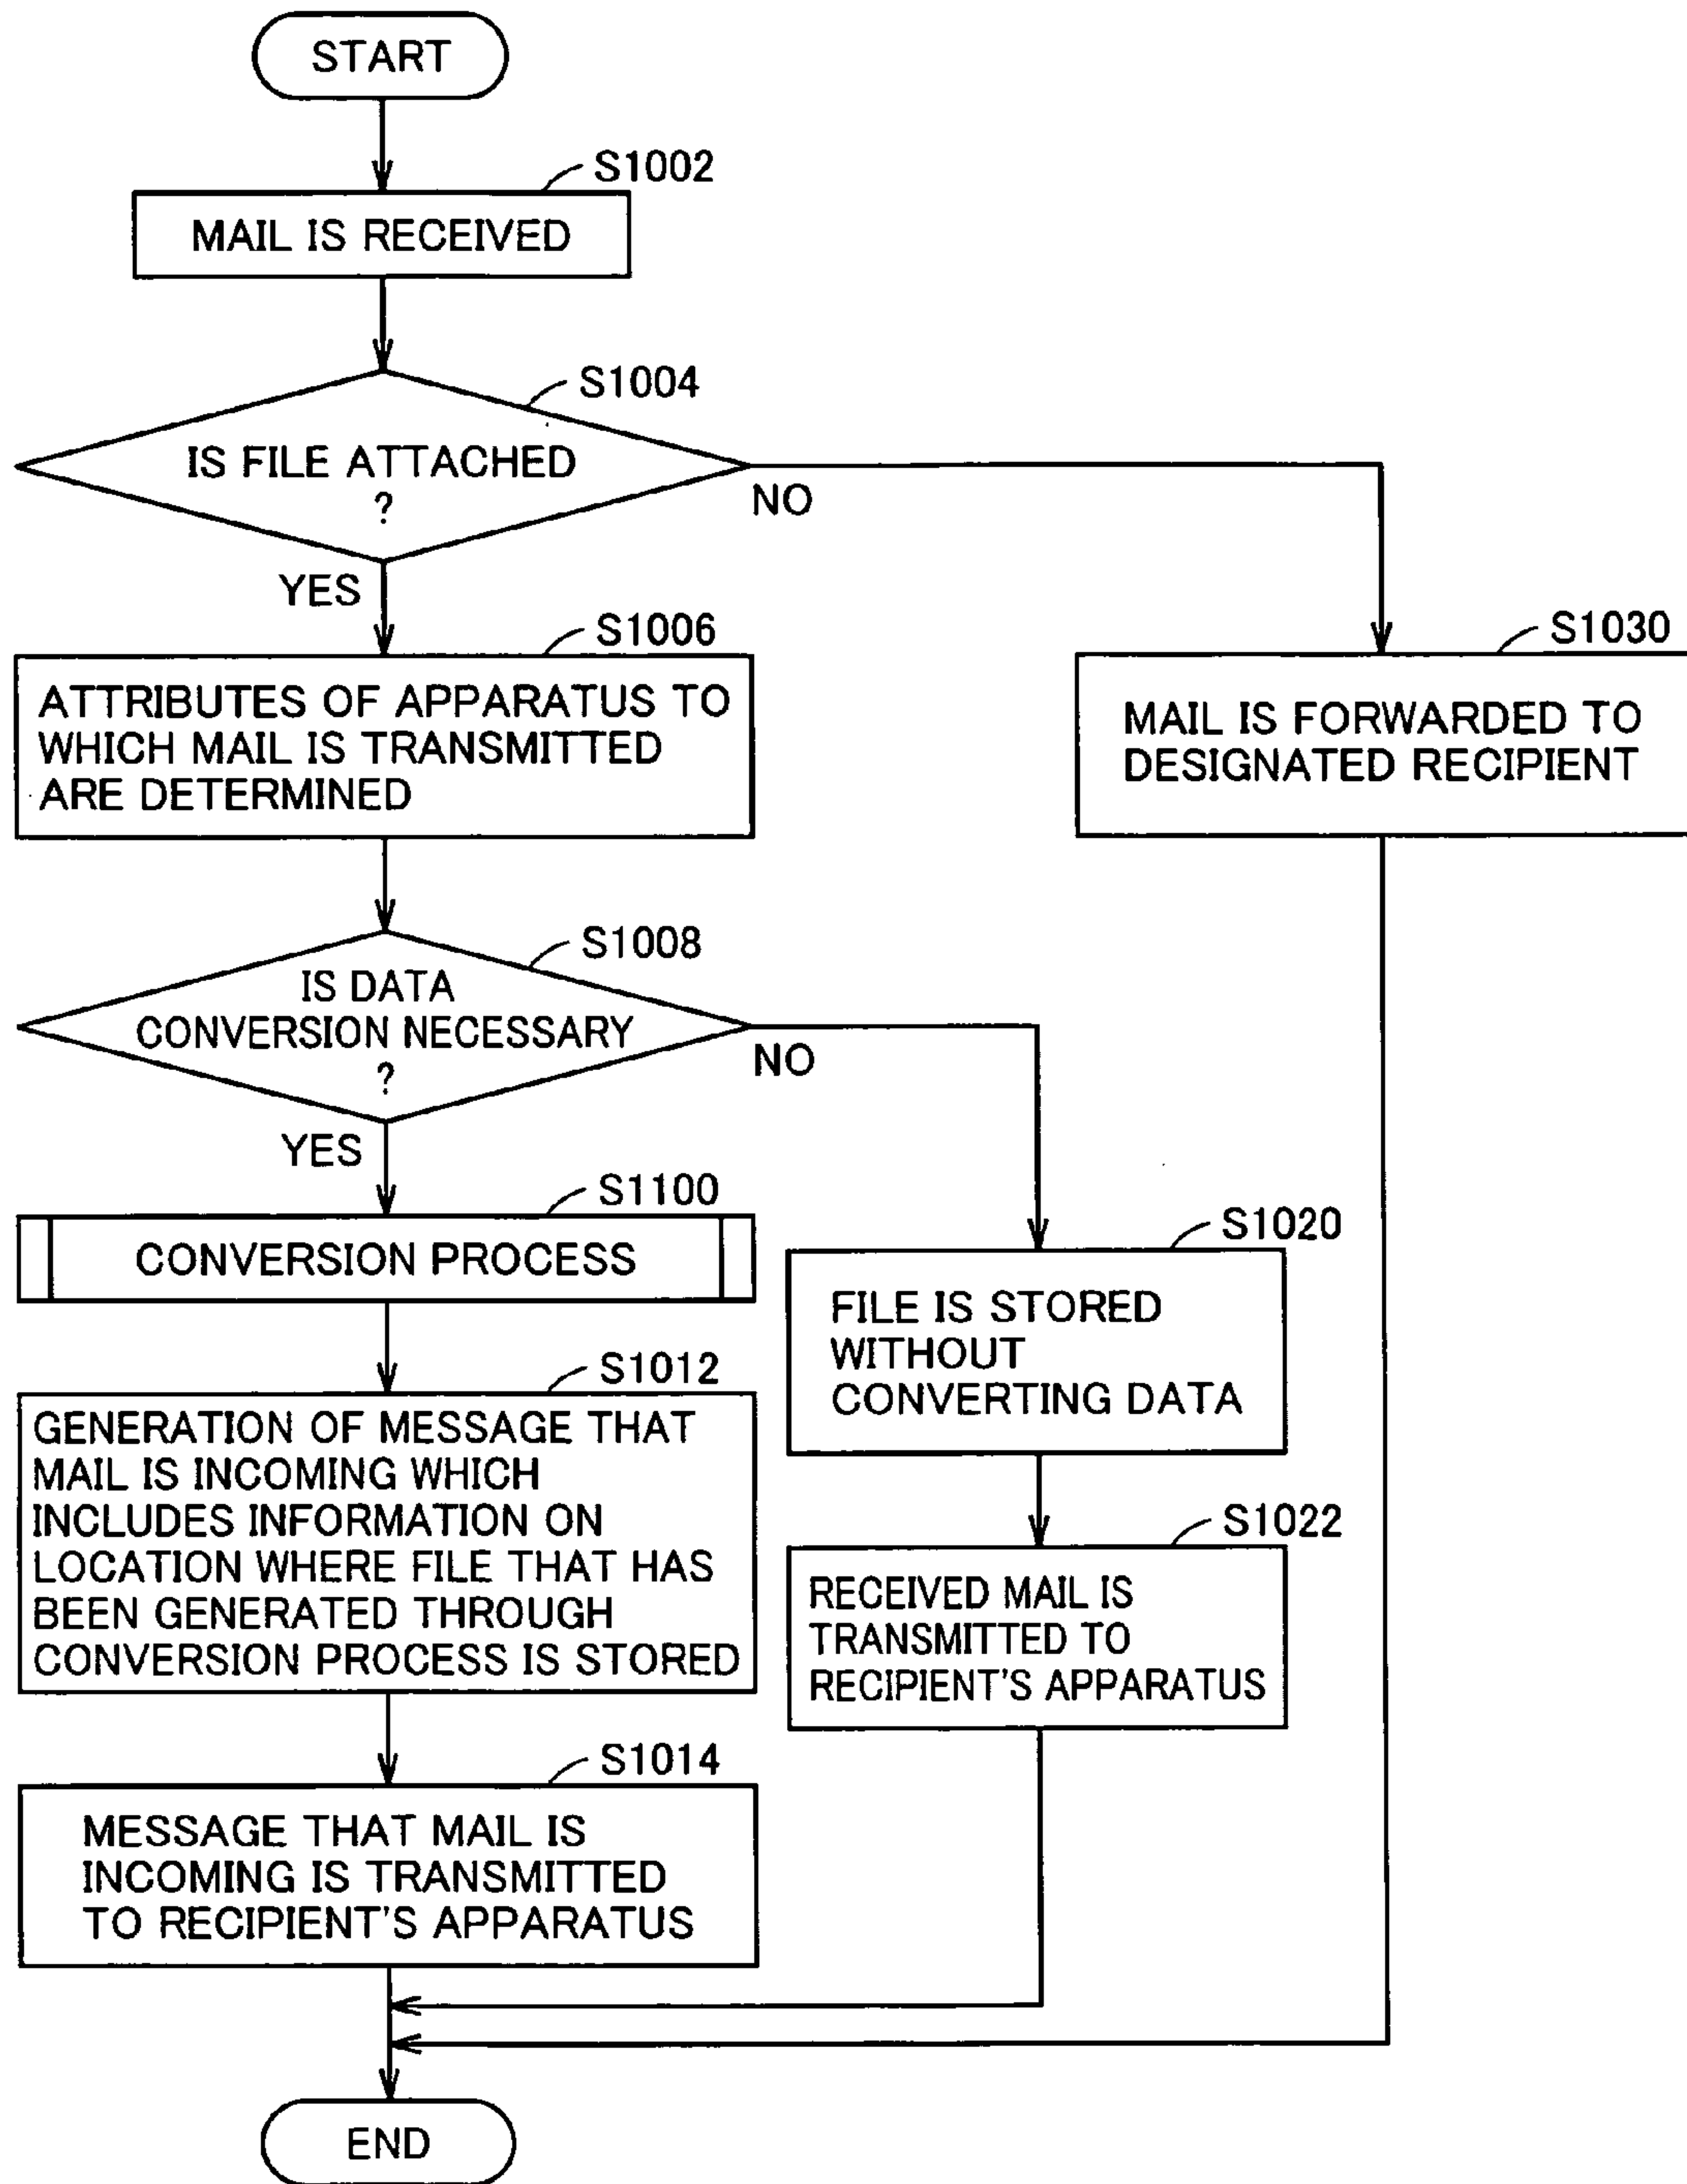 START
S1002
MAIL IS RECEIVED
S1004
IS FILE ATTACHED
?
NO
YES
S1006
ATTRIBUTES OF APPARATUS TO
WHICH MAIL IS TRANSMITTED
ARE DETERMINED
S1030
MAIL IS FORWARDED TO
DESIGNATED RECIPIENT
S1008
IS DATA
CONVERSION NECESSARY
?
NO
YES
S1100
CONVERSION PROCESS
S1020
FILE IS STORED
WITHOUT
CONVERTING DATA
S1012
GENERATION OF MESSAGE THAT
MAIL IS INCOMING WHICH
INCLUDES INFORMATION ON
LOCATION WHERE FILE THAT HAS
BEEN GENERATED THROUGH
CONVERSION PROCESS IS STORED
S1022
RECEIVED MAIL IS
TRANSMITTED TO
RECIPIENT'S APPARATUS
S1014
MESSAGE THAT MAIL IS
INCOMING IS TRANSMITTED
TO RECIPIENT'S APPARATUS
END